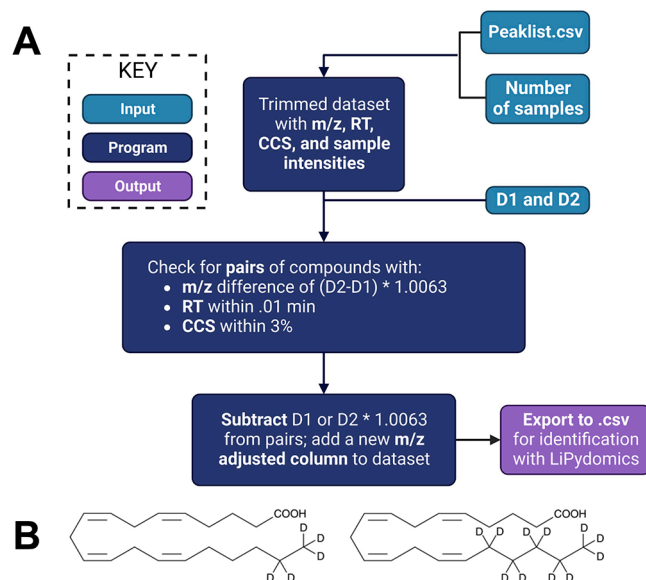 A
KEY
Input
Program
Output
Peaklist.csv
Number
of samples
Trimmed dataset
with m/z, RT,
CCS, and sample
intensities
D1 and D2
Check for pairs of compounds with:
• m/z difference of (D2-D1) * 1.0063
• RT within .01 min
• CCS within 3%
Subtract D1 or D2 * 1.0063
from pairs; add a new m/z
adjusted column to dataset
Export to .csv
for identification
with LiPydomics
B
COOH
D
D
D
D
D
COOH
D
D
D
D
D
D
D
D
D
D
D